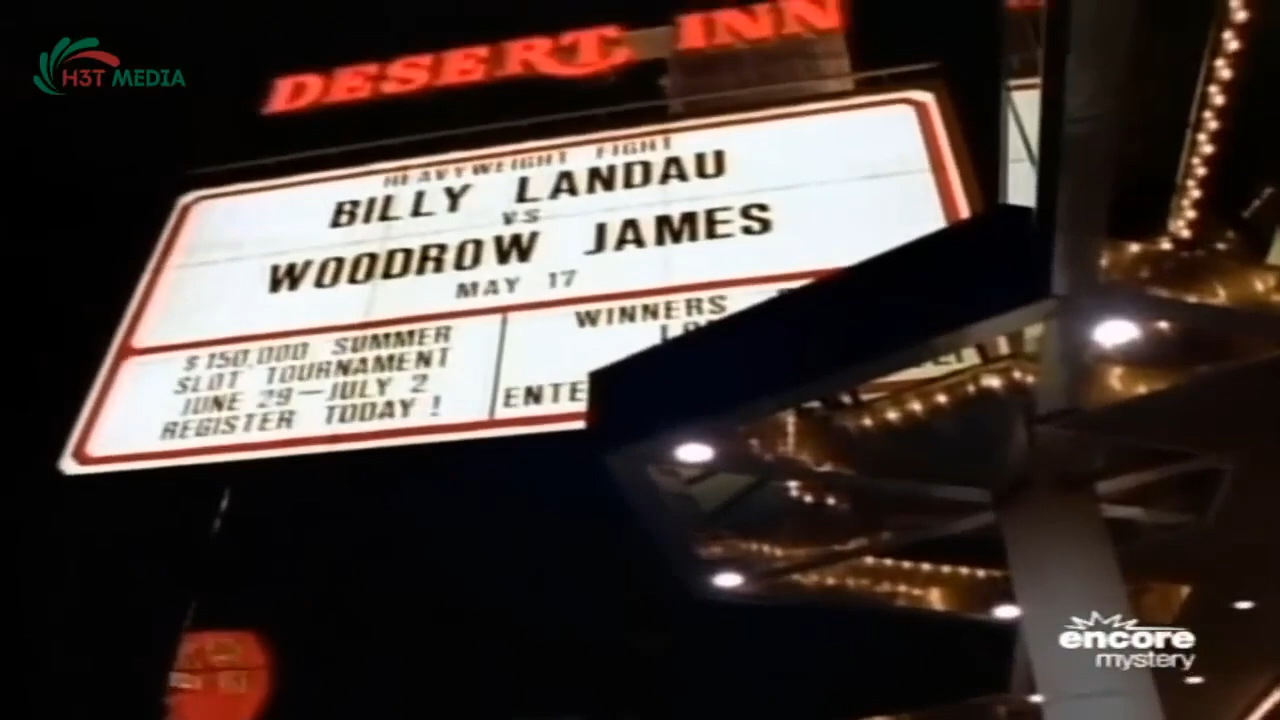 H3T MEDIA
DESERT INN
HEAVYWEIGHT FIGHT
BILLY LANDAU
VS
WOODROW JAMES
MAY 17
$150,000 SUMMER
SLOT TOURNAMENT
JUNE 29-JULY 2
REGISTER TODAY!
WINNERS
ENTE
encore
mystery